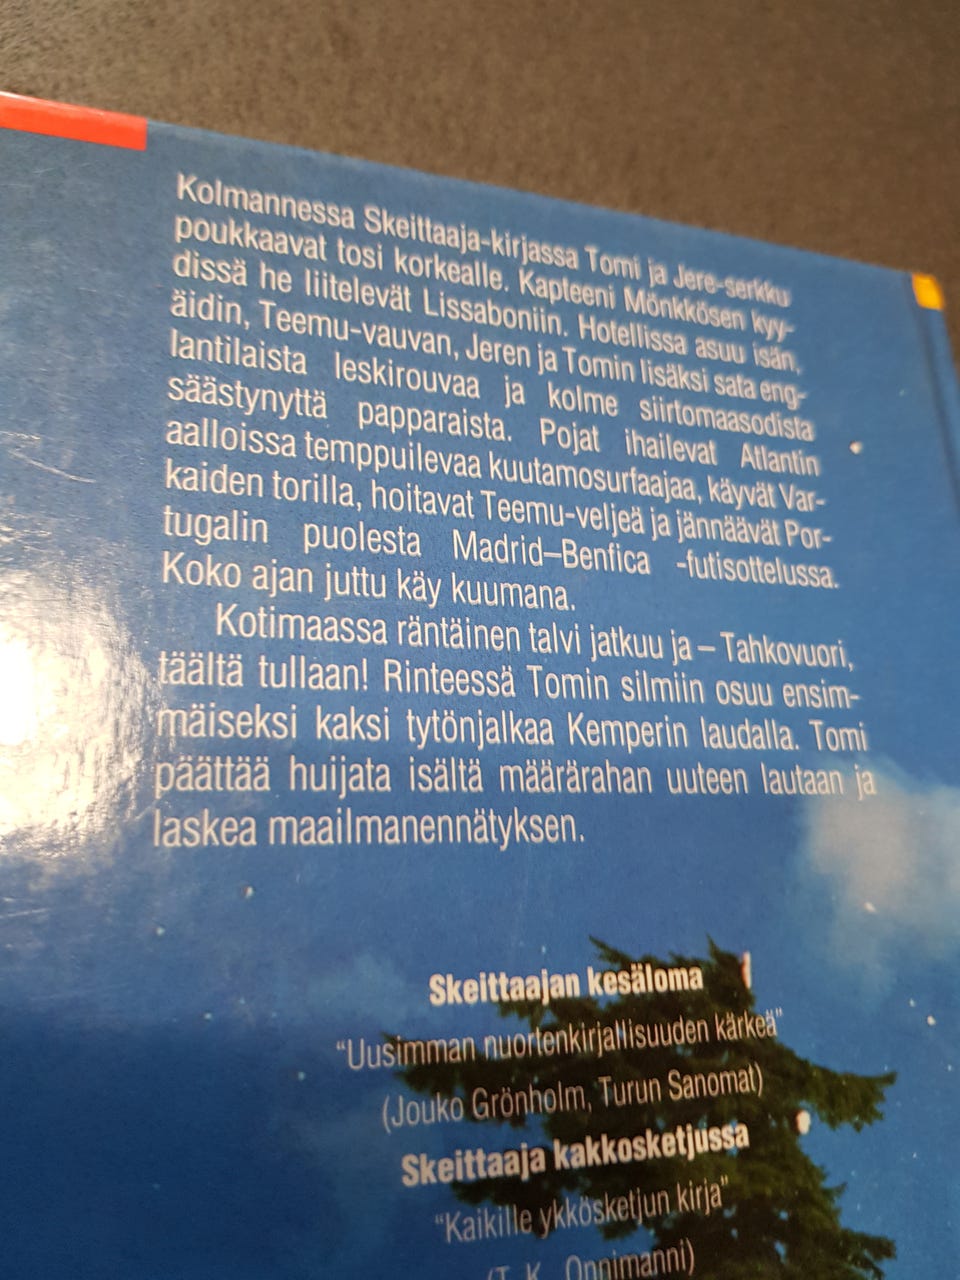 Kolmannessa Skeittaaja-kirjassa Tomi ja Jere-serkku
poukkaavat tosi korkealle. Kapteeni Mönkkösen kyy-
dissä he liitelevät Lissaboniin. Hotellissa asuu isän,
äidin, Teemu-vauvan, Jeren ja Tomin lisäksi sata eng-
lantilaista leskirouvaa ja kolme siirtomaasodista
säästynyttä papparaista. Pojat ihailevat Atlantin
aalloissa temppuilevaa kuutamosurfaajaa, käyvät Var-
kaiden torilla, hoitavat Teemu-veljeä ja jännäävät Por-
tugalin puolesta Madrid–Benfica -futisottelussa.
Koko ajan juttu käy kuumana.
Kotimaassa räntäinen talvi jatkuu ja – Tahkovuori,
täältä tullaan! Rinteessä Tomin silmiin osuu ensim-
mäiseksi kaksi tytönjalkaa Kemperin laudalla. Tomi
päättää huijata isältä määrärahan uuteen lautaan ja
laskea maailmanennätyksen.
Skeittaajan kesäloma
"Uusimman nuortenkirjallisuuden kärkeä"
(Jouko Grönholm, Turun Sanomat)
Skeittaaja kakkosketjussa
"Kaikille ykkösketjun kirja"
(T. K. Onnimanni)